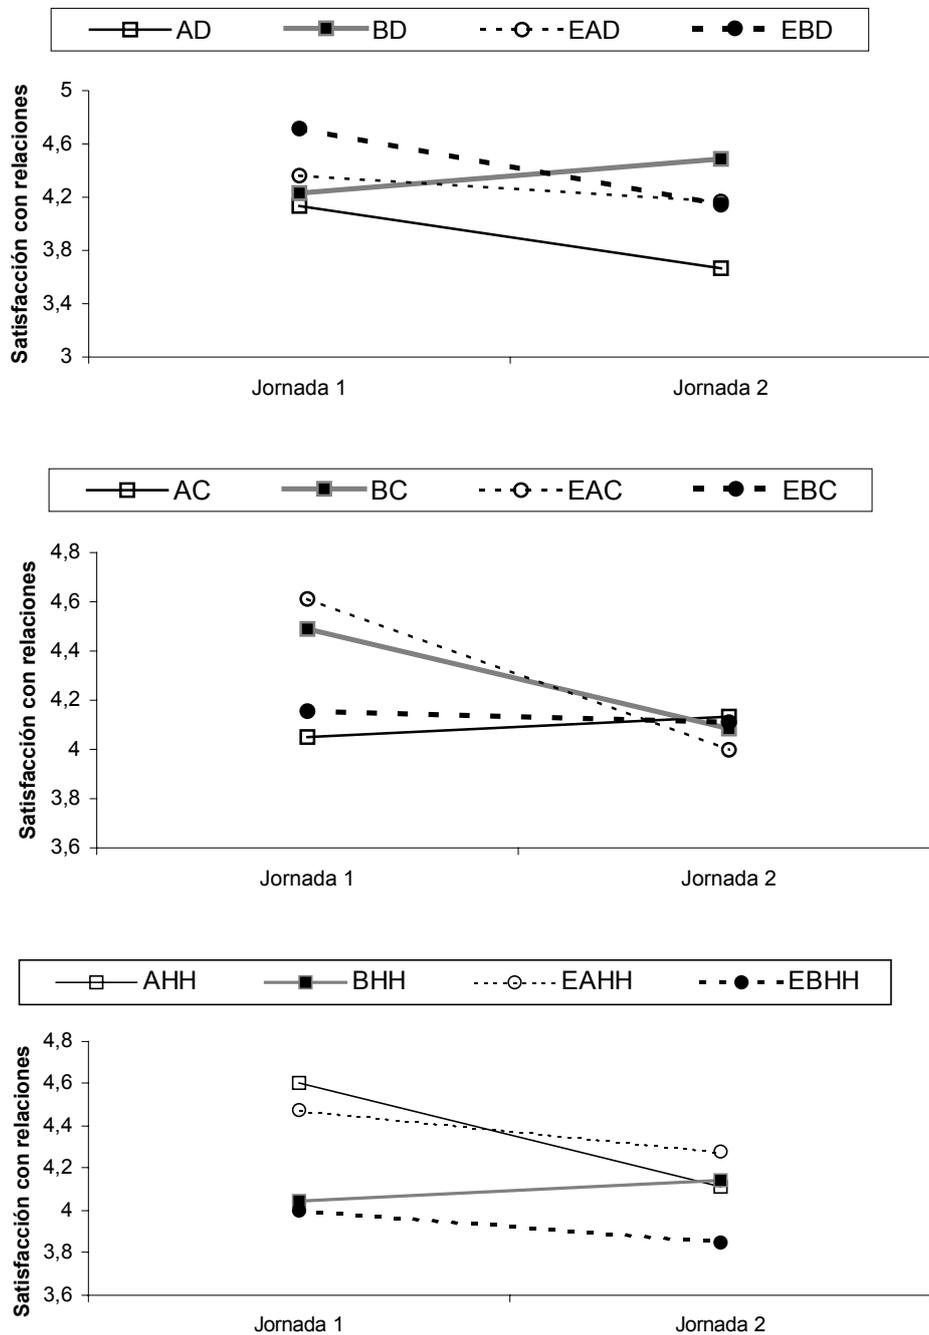 AD BD EAD EBD
Satisfacción con relaciones
5
4,6
4,2
3,8
3,4
3
Jornada 1 Jornada 2
AC BC EAC EBC
Satisfacción con relaciones
4,8
4,6
4,4
4,2
4
3,8
3,6
Jornada 1 Jornada 2
AHH BHH EAHH EBHH
Satisfacción con relaciones
4,8
4,6
4,4
4,2
4
3,8
3,6
Jornada 1 Jornada 2